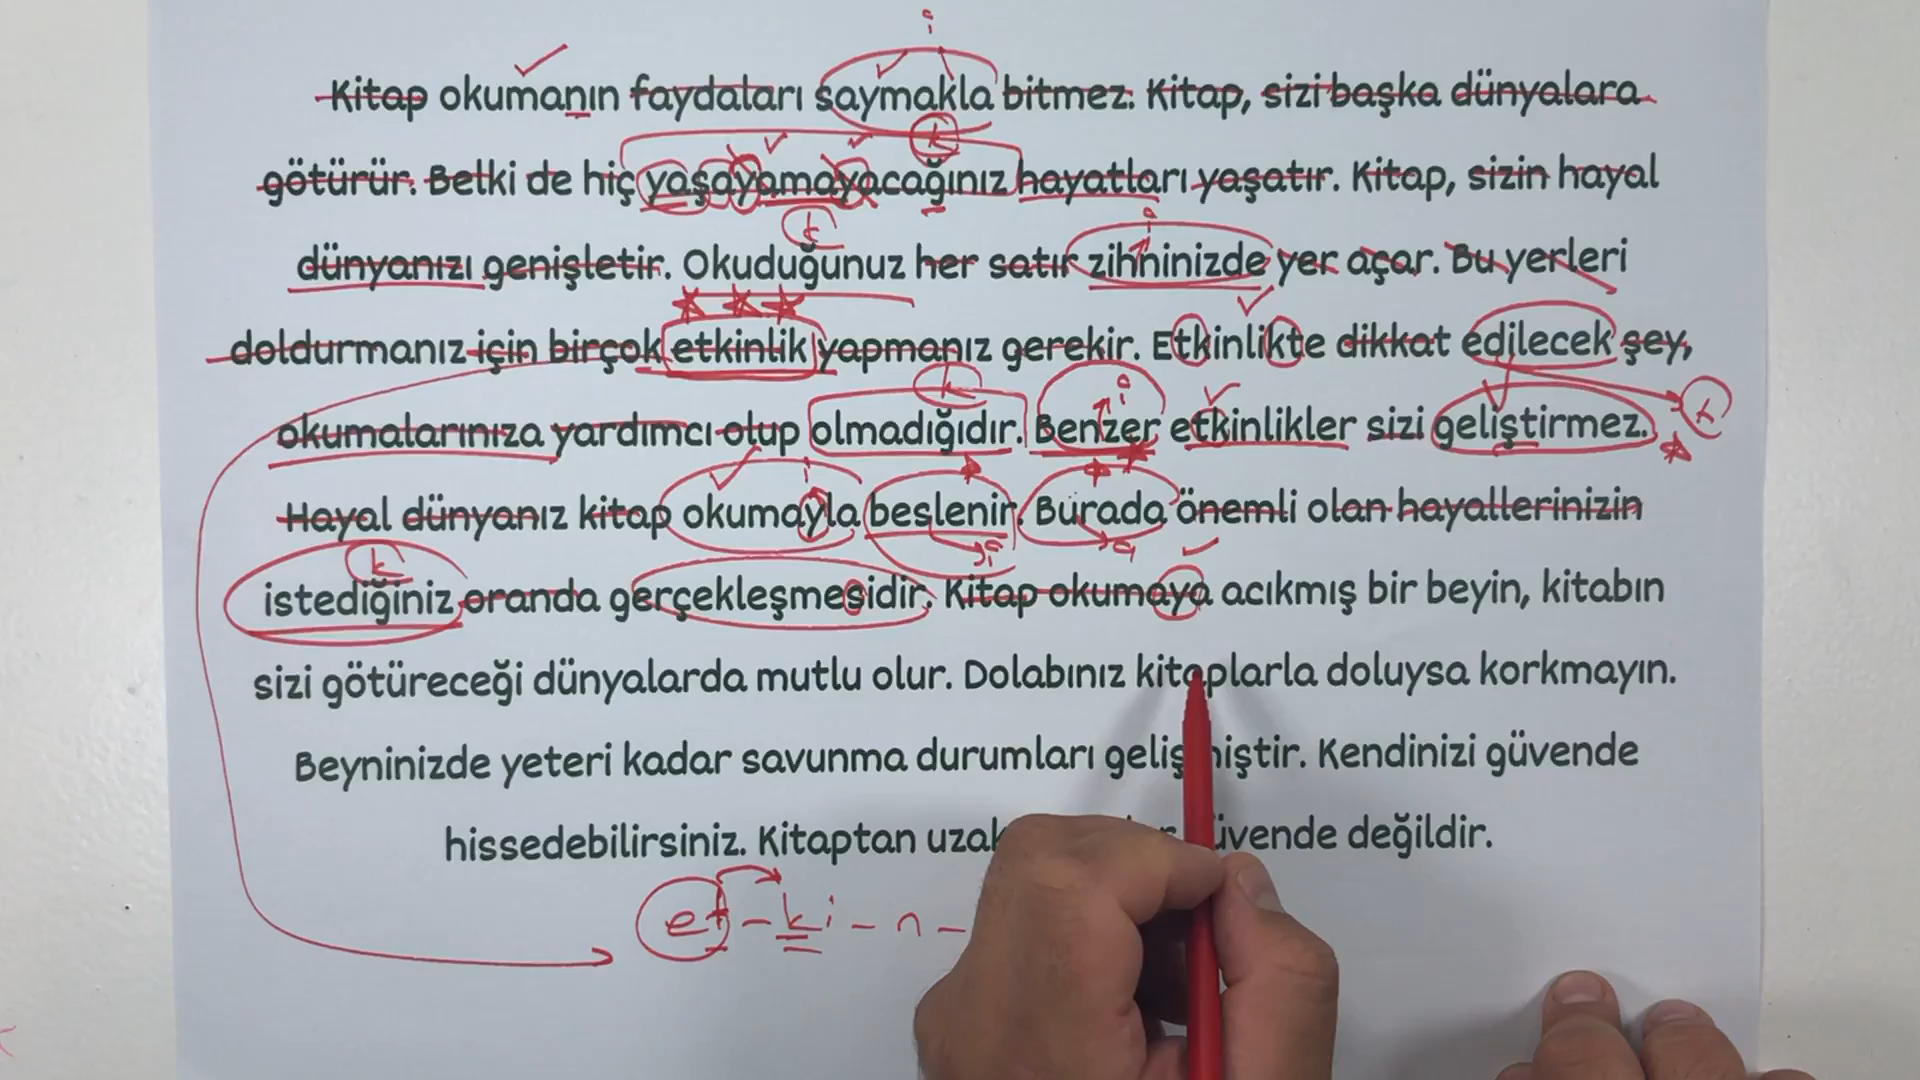 Kitap okumanın faydaları saymakla bitmez. Kitap, sizi başka dünyalara
götürür. Belki de hiç yaşayamayacağınız hayatları yaşatır. Kitap, sizin hayal
dünyanızı genişletir. Okuduğunuz her satır zihninizde yer açar. Bu yerleri
doldurmanız için birçok etkinlik yapmanız gerekir. Etkinlikte dikkat edilecek şey,
okumalarınıza yardımcı olup olmadığıdır. Benzer etkinlikler sizi geliştirmez.
Hayal dünyanız kitap okumayla beslenir. Burada önemli olan hayallerinizin
istediğiniz oranda gerçekleşmesidir. Kitap okumaya acıkmış bir beyin, kitabın
sizi götüreceği dünyalarda mutlu olur. Dolabınız kitaplarla doluysa korkmayın.
Beyninizde yeteri kadar savunma durumları gelişmiştir. Kendinizi güvende
hissedebilirsiniz. Kitaptan değildir.
et - ki - n -